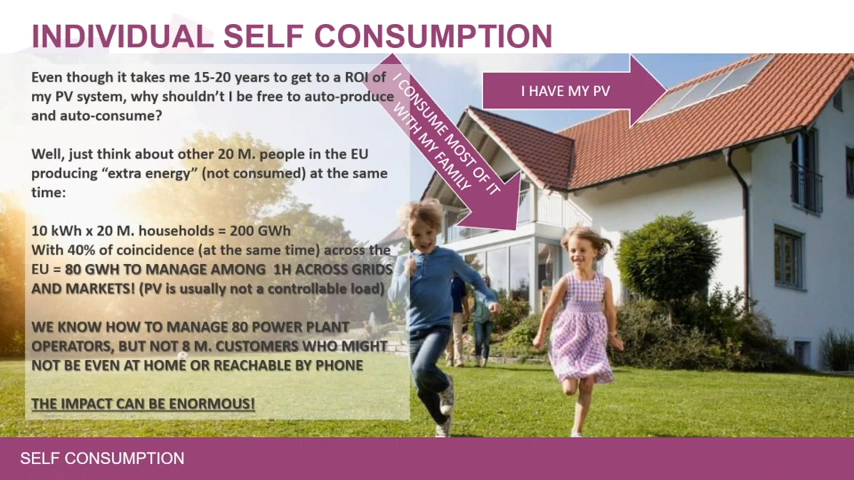 INDIVIDUAL SELF CONSUMPTION
Even though it takes me 15-20 years to get to a ROI of
my PV system, why shouldn't I be free to auto-produce
and auto-consume?
Well, just think about other 20 M. people in the EU
producing “extra energy” (not consumed) at the same
time:
10 kWh x 20 M. households = 200 GWh
With 40% of coincidence (at the same time) across the
EU = 80 GWH TO MANAGE AMONG 1H ACROSS GRIDS
AND MARKETS! (PV is usually not a controllable load)
WE KNOW HOW TO MANAGE 80 POWER PLANT
OPERATORS, BUT NOT 8 M. CUSTOMERS WHO MIGHT
NOT BE EVEN AT HOME OR REACHABLE BY PHONE
THE IMPACT CAN BE ENORMOUS!
I CONSUME MOST OF IT
WITH MY FAMILY
I HAVE MY PV
SELF CONSUMPTION